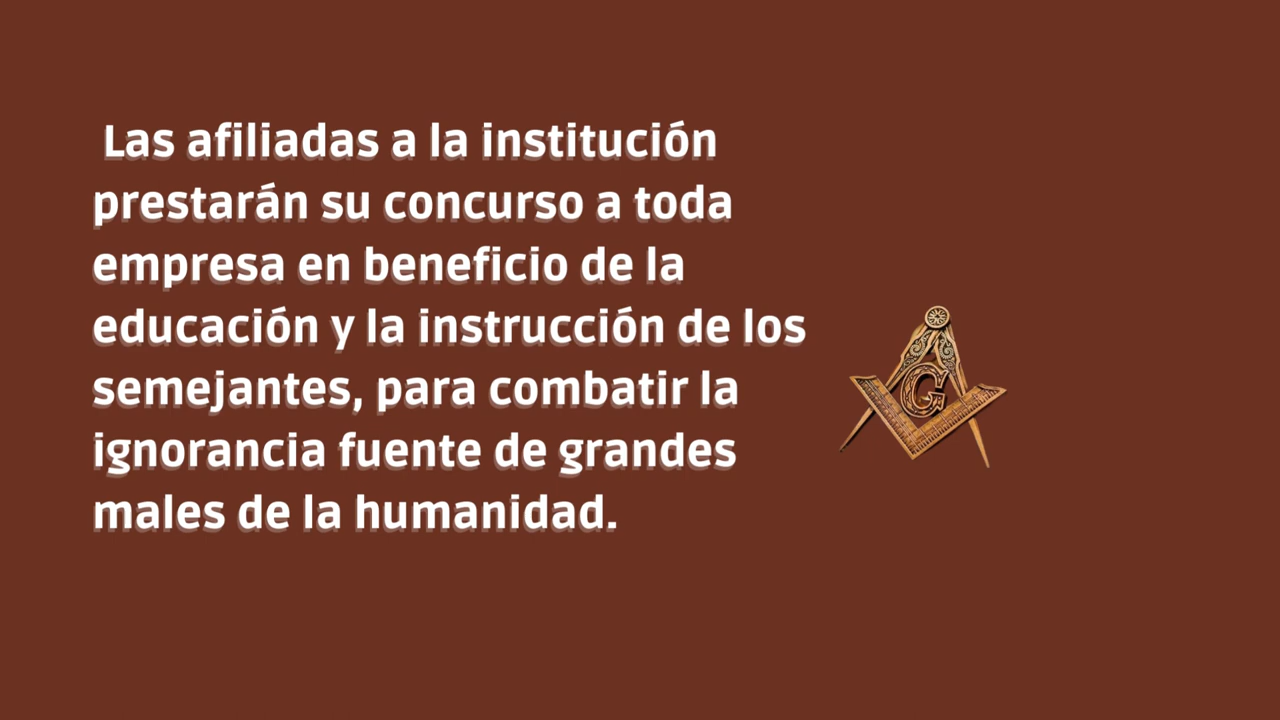 Las afiliadas a la institución
prestarán su concurso a toda
empresa en beneficio de la
educación y la instrucción de los
semejantes, para combatir la
ignorancia fuente de grandes
males de la humanidad.
G